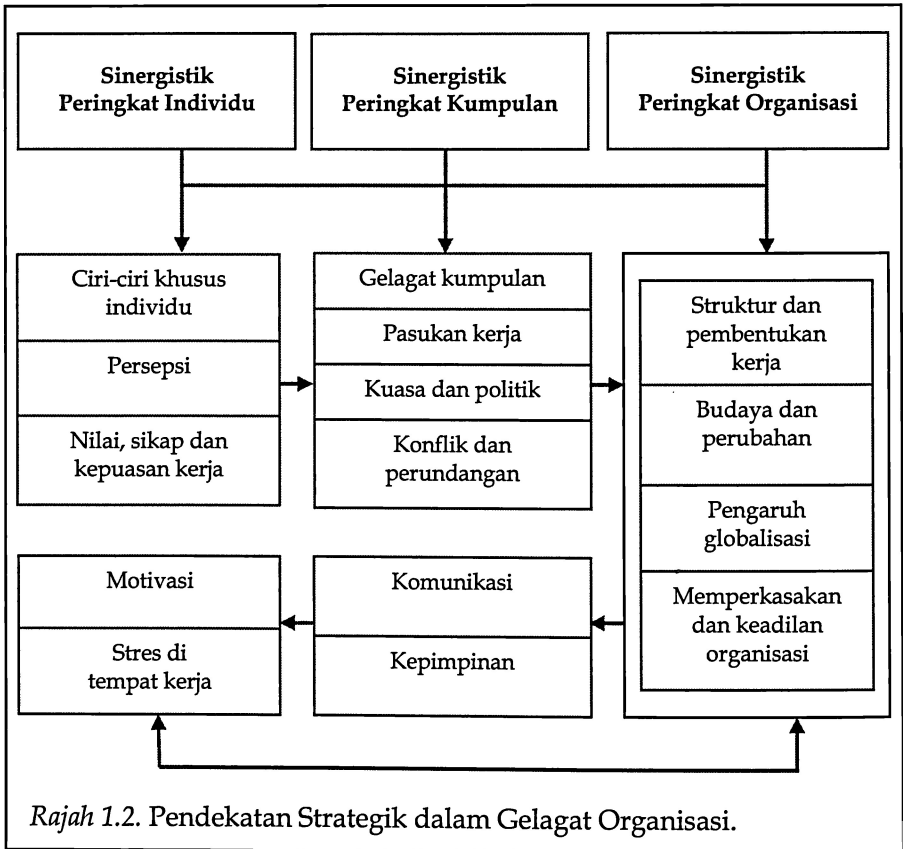 Sinergistik
Peringkat Individu
Sinergistik
Peringkat Kumpulan
Sinergistik
Peringkat Organisasi
Ciri-ciri khusus
individu
Persepsi
Nilai, sikap dan
kepuasan kerja
Gelagat kumpulan
Pasukan kerja
Kuasa dan politik
Konflik dan
perundangan
Struktur dan
pembentukan
kerja
Budaya dan
perubahan
Pengaruh
globalisasi
Memperkasakan
dan keadilan
organisasi
Motivasi
Stres di
tempat kerja
Komunikasi
Kepimpinan
Rajah 1.2. Pendekatan Strategik dalam Gelagat Organisasi.